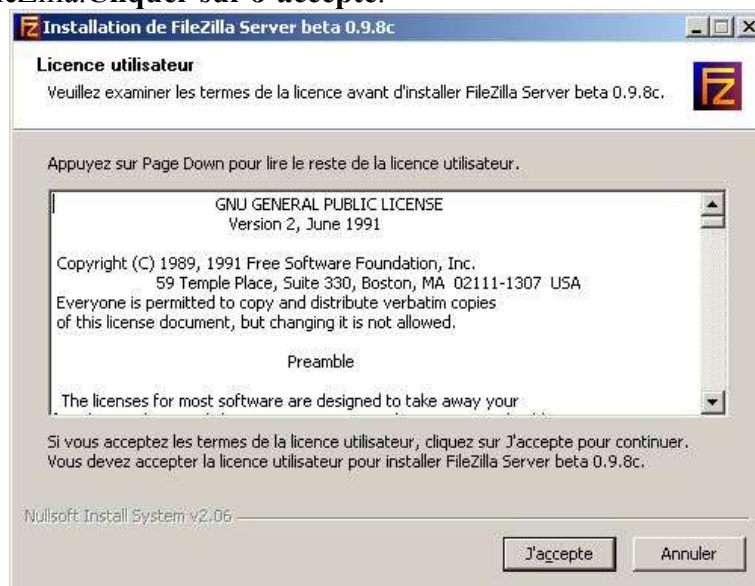 Cliquer sur J'accepte.
Installation de FileZilla Server beta 0.9.8c
Licence utilisateur
Veuillez examiner les termes de la licence avant d'installer FileZilla Server beta 0.9.8c.
Appuyez sur Page Down pour lire le reste de la licence utilisateur.
GNU GENERAL PUBLIC LICENSE
Version 2, June 1991
Copyright (C) 1989, 1991 Free Software Foundation, Inc.
59 Temple Place, Suite 330, Boston, MA 02111-1307 USA
Everyone is permitted to copy and distribute verbatim copies
of this license document, but changing it is not allowed.
Preamble
The licenses for most software are designed to take away your
Si vous acceptez les termes de la licence utilisateur, cliquez sur J'accepte pour continuer.
Vous devez accepter la licence utilisateur pour installer FileZilla Server beta 0.9.8c.
Nullsoft Install System v2.06
J'accepte Annuler